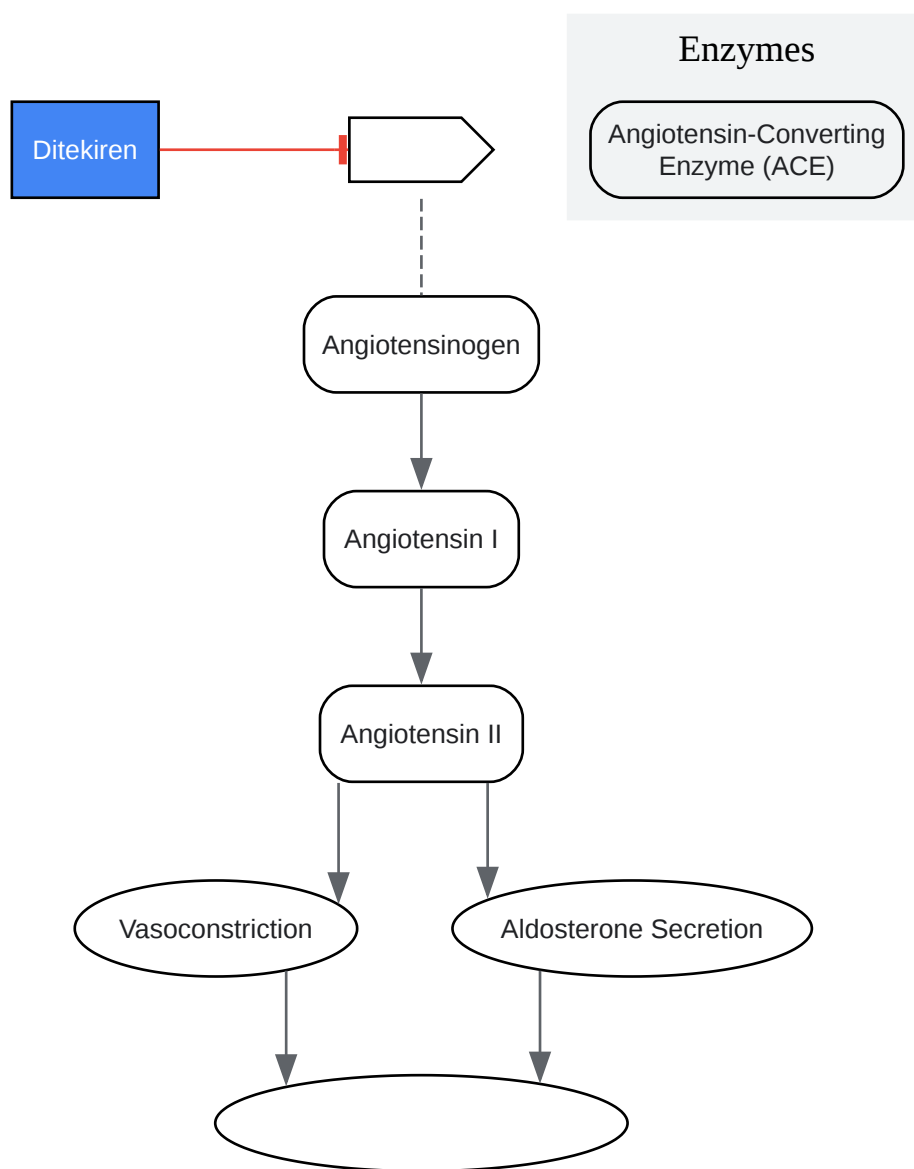 Enzymes
Ditekiren
Angiotensin-Converting
Enzyme (ACE)
Angiotensinogen
Angiotensin I
Angiotensin II
Vasoconstriction
Aldosterone Secretion